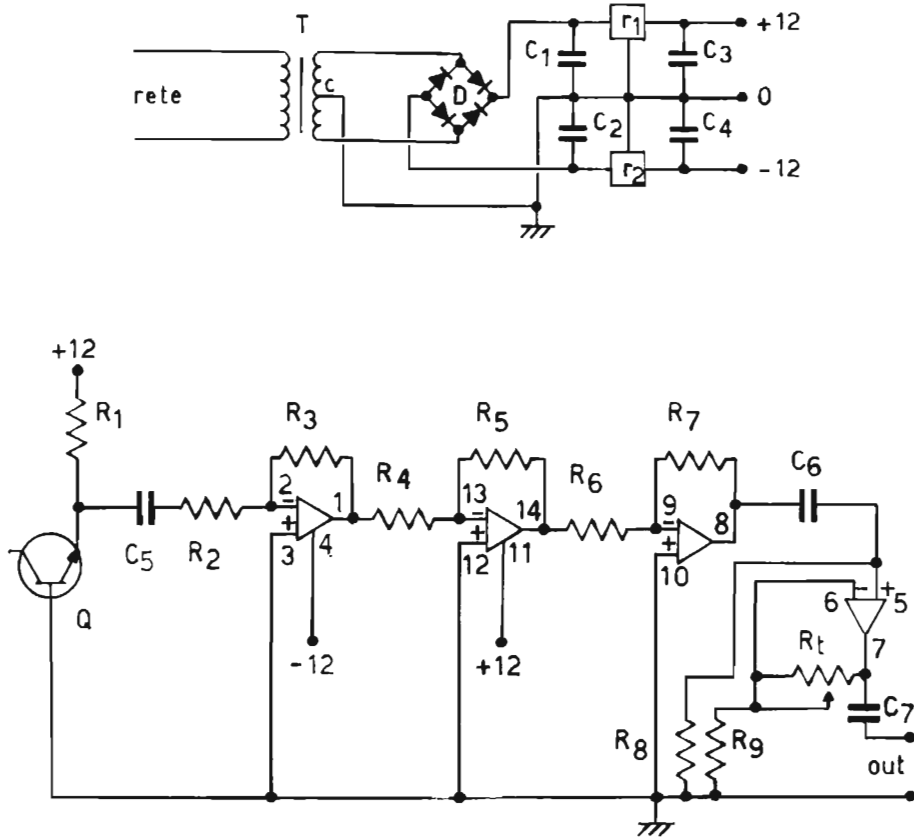 T
rete
c
D
C1
r1
C3
+12
0
C2
r2
C4
-12
+12
R1
C5
R2
R3
2
-
+
3
1
4
-12
R4
R5
13
-
+
12
14
11
+12
R6
R7
9
-
+
10
8
C6
6
-
+
5
7
Rt
C7
R8
R9
out
Q